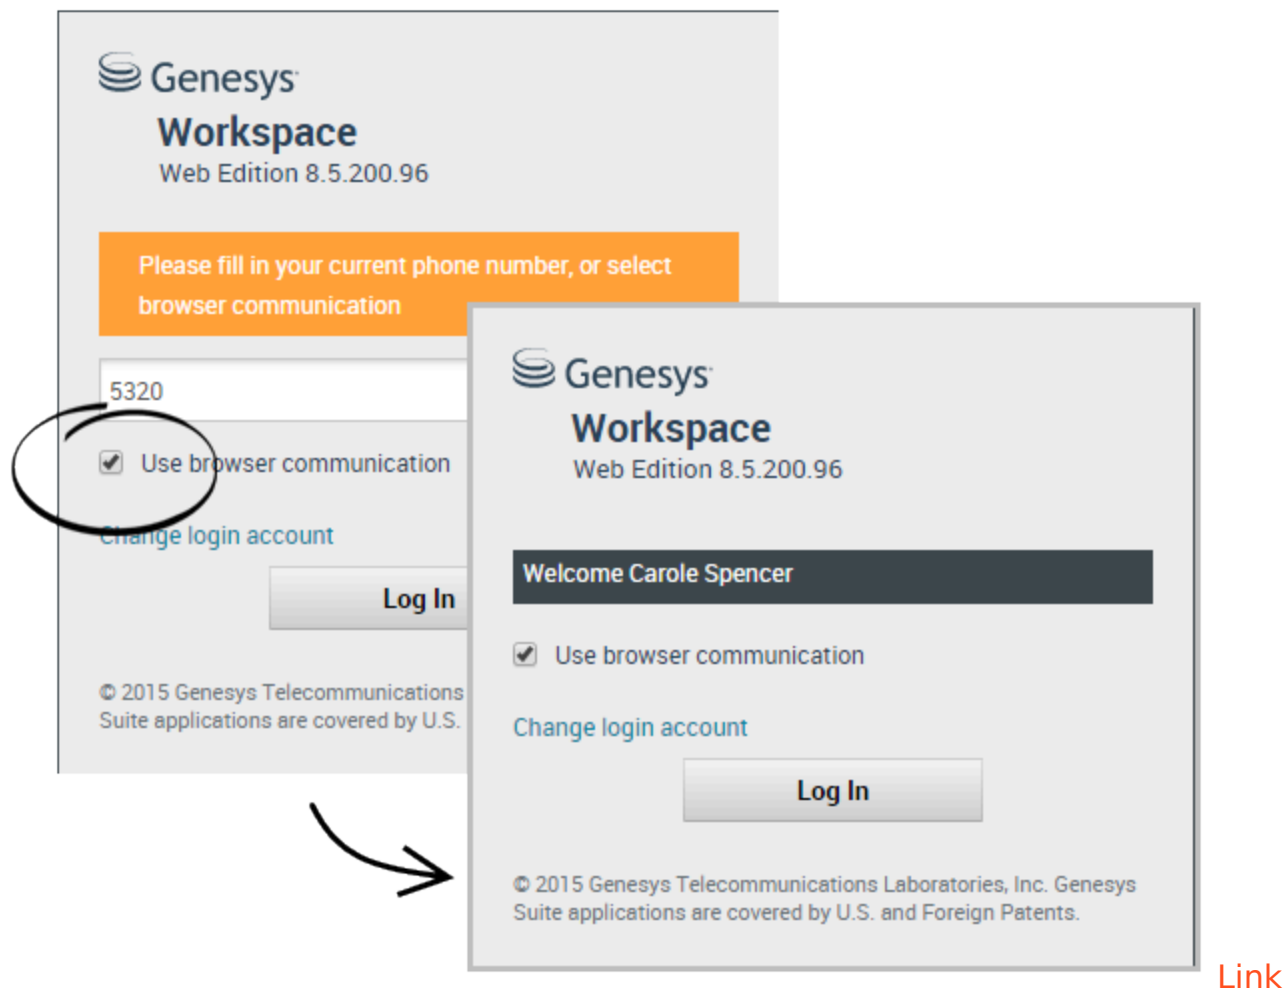 Genesys
Workspace
Web Edition 8.5.200.96
Please fill in your current phone number, or select
browser communication
5320
Use browser communication
Change login account
Log In
© 2015 Genesys Telecommunications
Suite applications are covered by U.S.
Genesys
Workspace
Web Edition 8.5.200.96
Welcome Carole Spencer
Use browser communication
Change login account
Log In
© 2015 Genesys Telecommunications Laboratories, Inc. Genesys
Suite applications are covered by U.S. and Foreign Patents.
Link